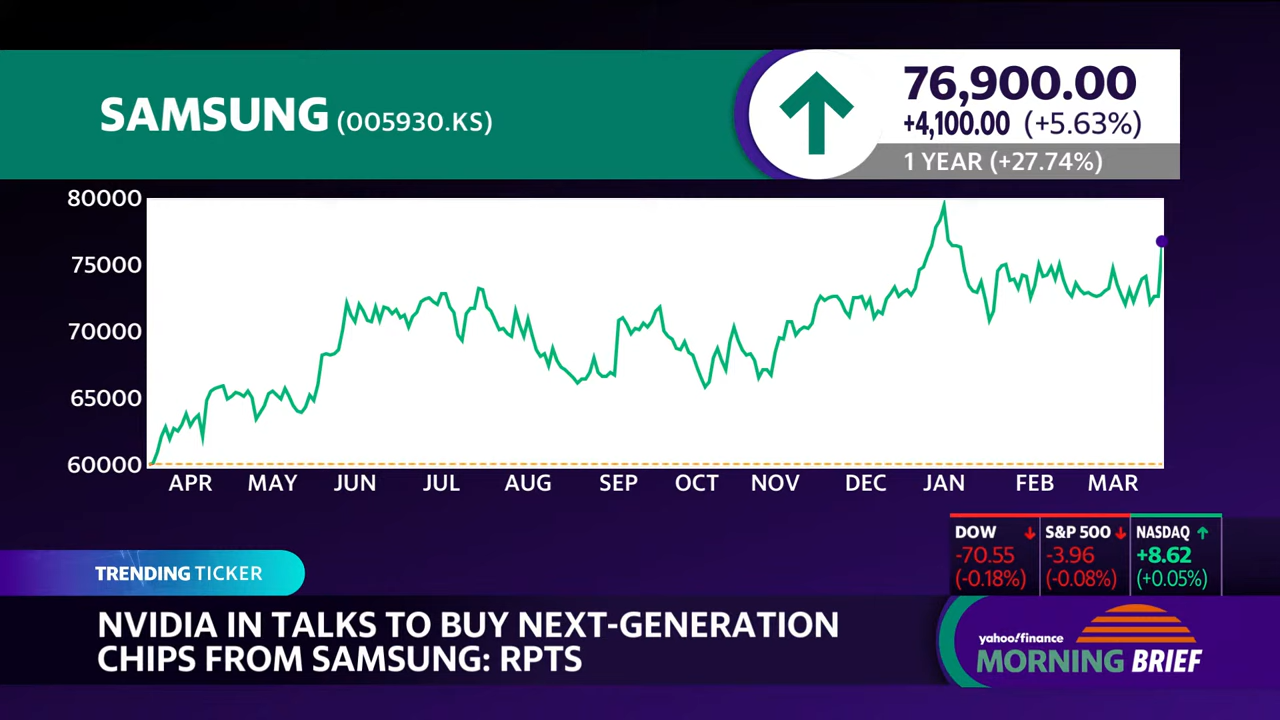 SAMSUNG (005930.KS)
76,900.00
+4,100.00 (+5.63%)
1 YEAR (+27.74%)
80000
75000
70000
65000
60000
APR MAY JUN JUL AUG SEP OCT NOV DEC JAN FEB MAR
DOW
-70.55
(-0.18%)
S&P 500
-3.96
(-0.08%)
NASDAQ
+8.62
(+0.05%)
TRENDING TICKER
NVIDIA IN TALKS TO BUY NEXT-GENERATION
CHIPS FROM SAMSUNG: RPTS
yahoo!finance
MORNING BRIEF